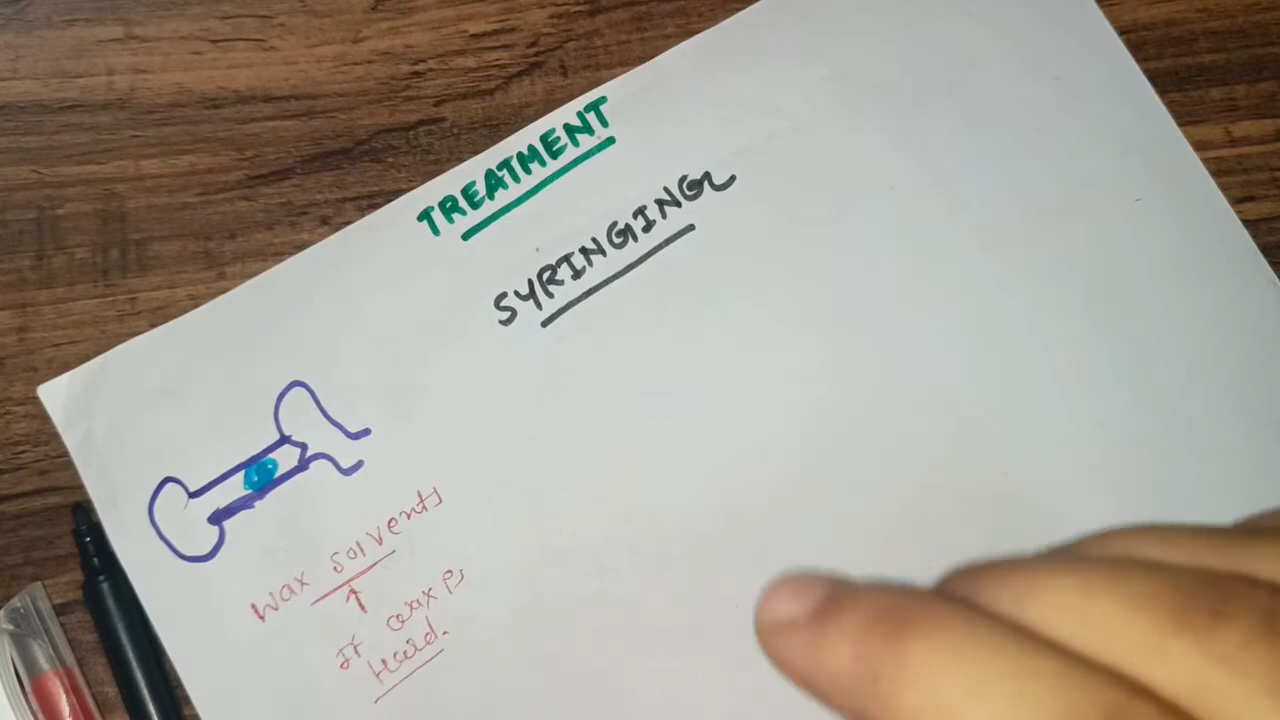 TREATMENT
SYRINGING
Wax solvents
↑
If wax is
Hard.